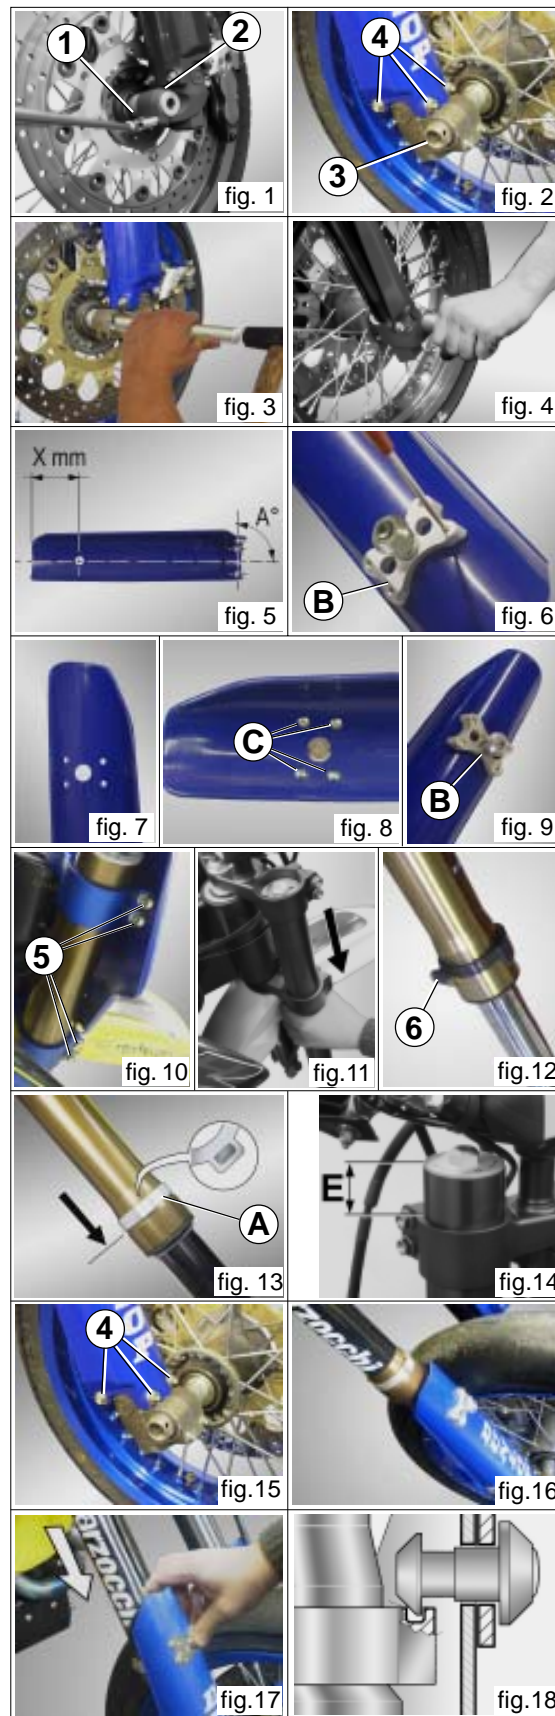 1
2
fig. 1
4
3
fig. 2
fig. 3
fig. 4
X mm
A°
fig. 5
B
fig. 6
fig. 7
C
fig. 8
B
fig. 9
5
fig. 10
fig.11
6
fig.12
A
fig. 13
E
fig.14
4
fig.15
zocchi
fig.16
erzocchi
fig.17
fig.18